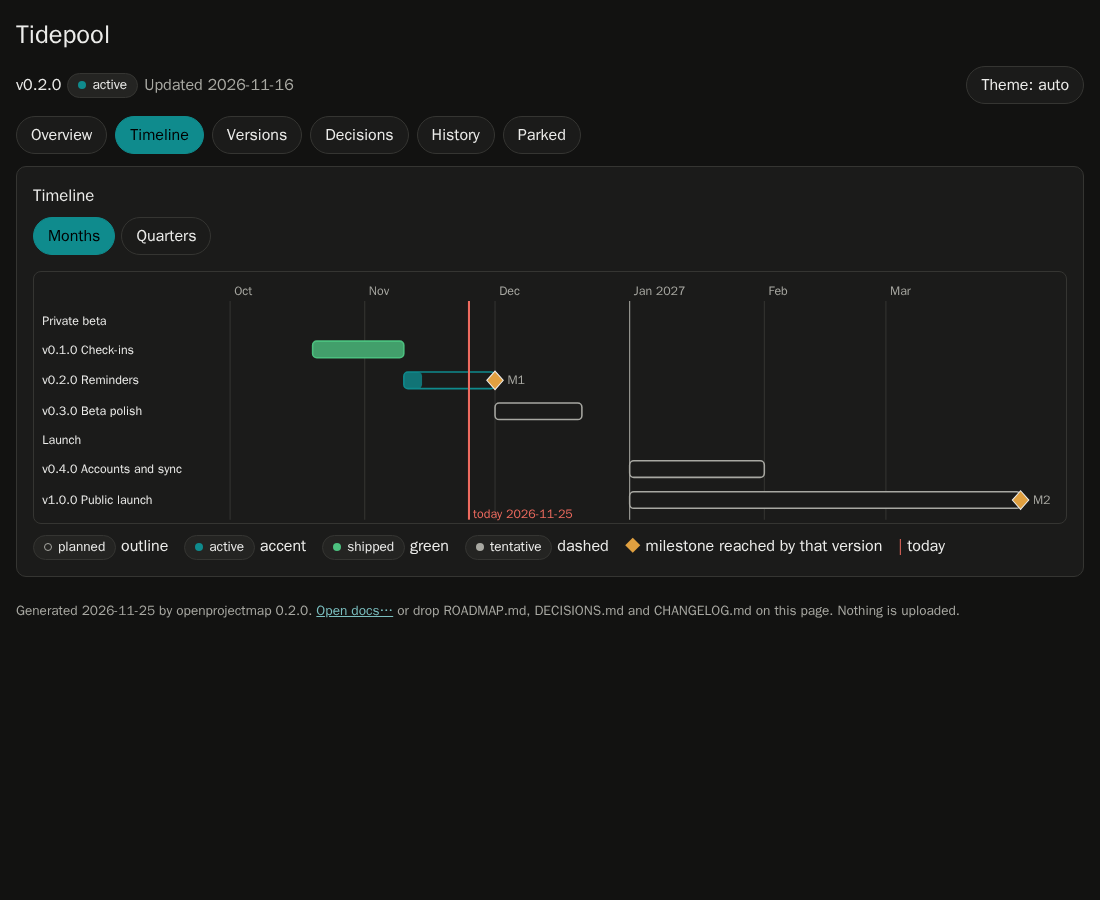 Tidepool
v0.2.0 active Updated 2026-11-16 Theme: auto
Overview Timeline Versions Decisions History Parked
Timeline
Months Quarters
Oct Nov Dec Jan 2027 Feb Mar
Private beta
v0.1.0 Check-ins
v0.2.0 Reminders M1
v0.3.0 Beta polish
Launch
v0.4.0 Accounts and sync
v1.0.0 Public launch M2
today 2026-11-25
planned outline active accent shipped green tentative dashed milestone reached by that version today
Generated 2026-11-25 by openprojectmap 0.2.0. Open docs… or drop ROADMAP.md, DECISIONS.md and CHANGELOG.md on this page. Nothing is uploaded.